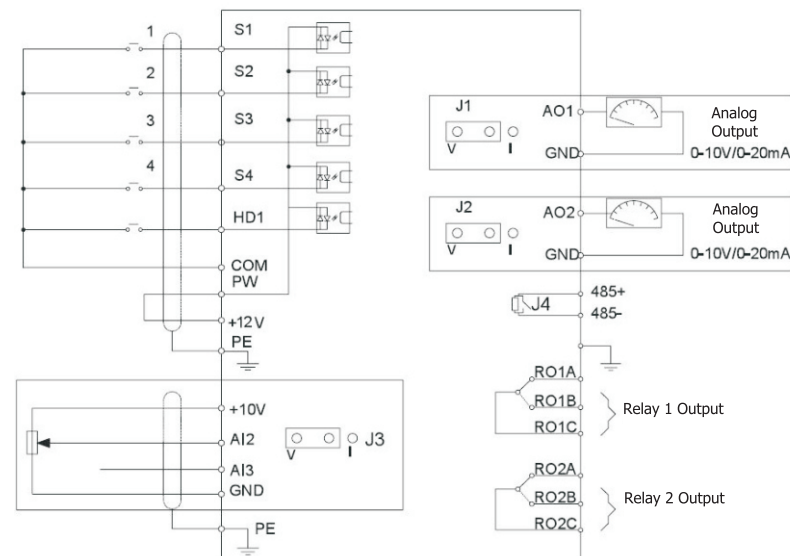 1 S1
2 S2
3 S3
4 S4
HD1
COM
PW
+12V
PE
+10V
AI2
AI3
GND
V I J3
PE
J1 AO1 Analog
Output
V I GND 0-10V/0-20mA
J2 AO2 Analog
Output
V I GND 0-10V/0-20mA
J4 485+
485-
RO1A
RO1B Relay 1 Output
RO1C
RO2A
RO2B Relay 2 Output
RO2C